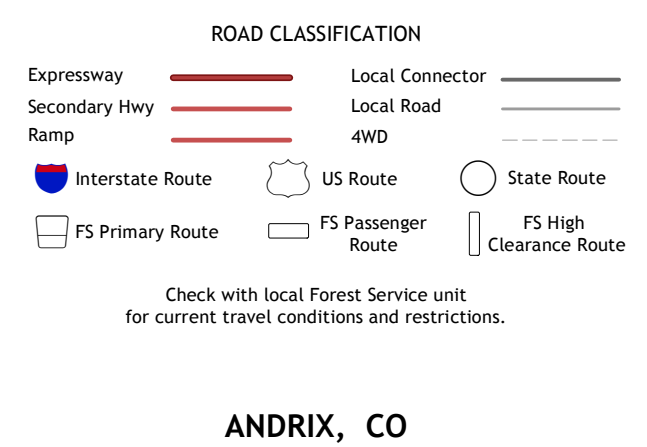 ROAD CLASSIFICATION
Expressway
Local Connector
Secondary Hwy
Local Road
Ramp
4WD
Interstate Route
US Route
State Route
FS Primary Route
FS Passenger
Route
FS High
Clearance Route
Check with local Forest Service unit
for current travel conditions and restrictions.
ANDRIX, CO